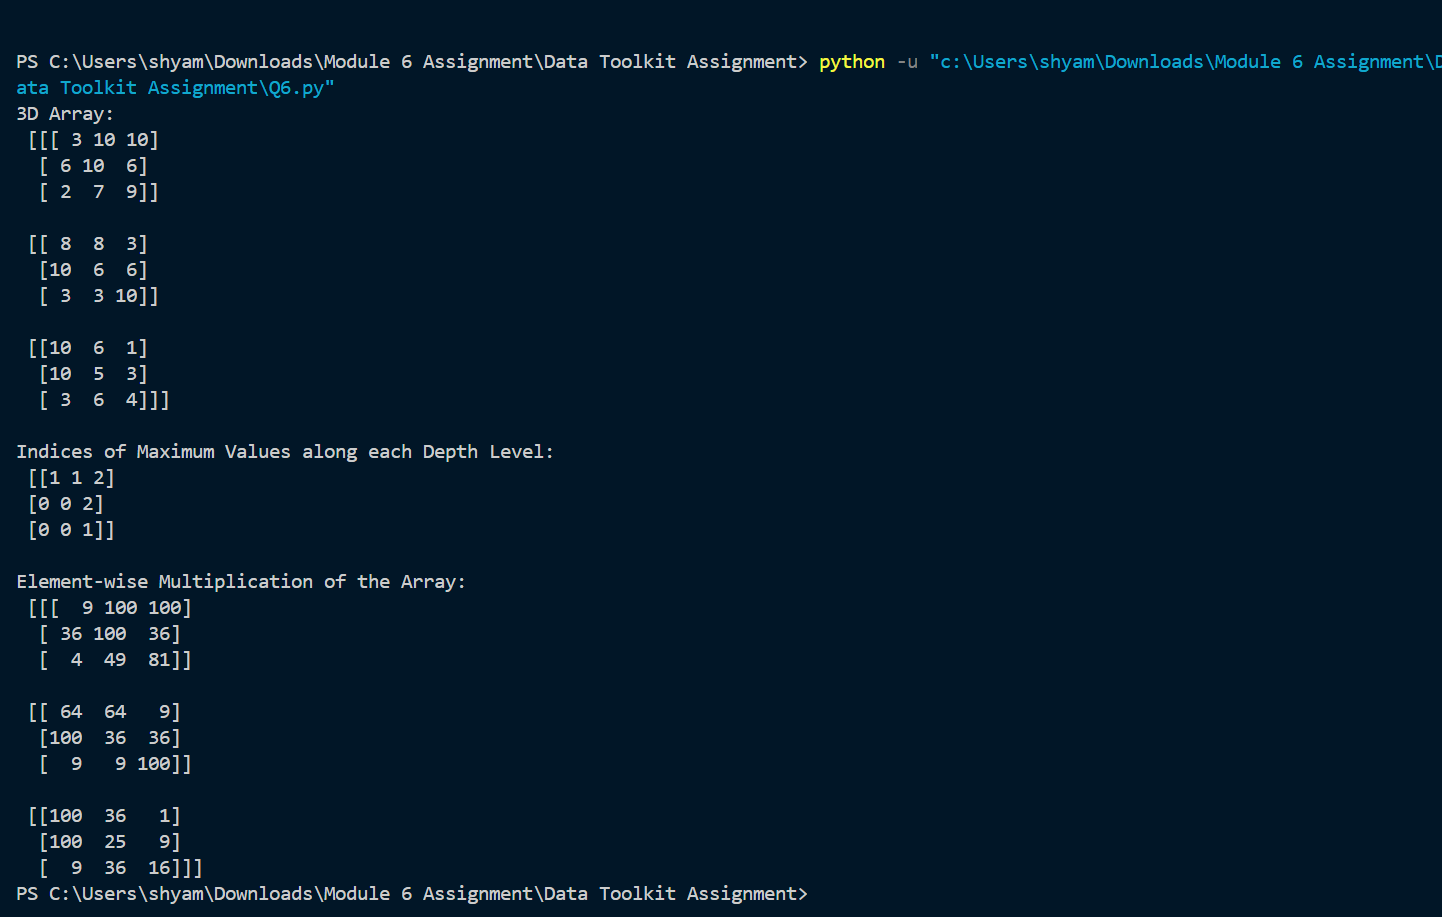 PS C:\Users\shyam\Downloads\Module 6 Assignment\Data Toolkit Assignment> python -u "c:\Users\shyam\Downloads\Module 6 Assignment\D
ata Toolkit Assignment\Q6.py"
3D Array:
 [[[ 3 10 10]
  [ 6 10  6]
  [ 2  7  9]]

 [[ 8  8  3]
  [10  6  6]
  [ 3  3 10]]

 [[10  6  1]
  [10  5  3]
  [ 3  6  4]]]

Indices of Maximum Values along each Depth Level:
 [[1 1 2]
 [0 0 2]
 [0 0 1]]

Element-wise Multiplication of the Array:
 [[[  9 100 100]
  [ 36 100  36]
  [  4  49  81]]

 [[ 64  64   9]
  [100  36  36]
  [  9   9 100]]

 [[100  36   1]
  [100  25   9]
  [  9  36  16]]]
PS C:\Users\shyam\Downloads\Module 6 Assignment\Data Toolkit Assignment>